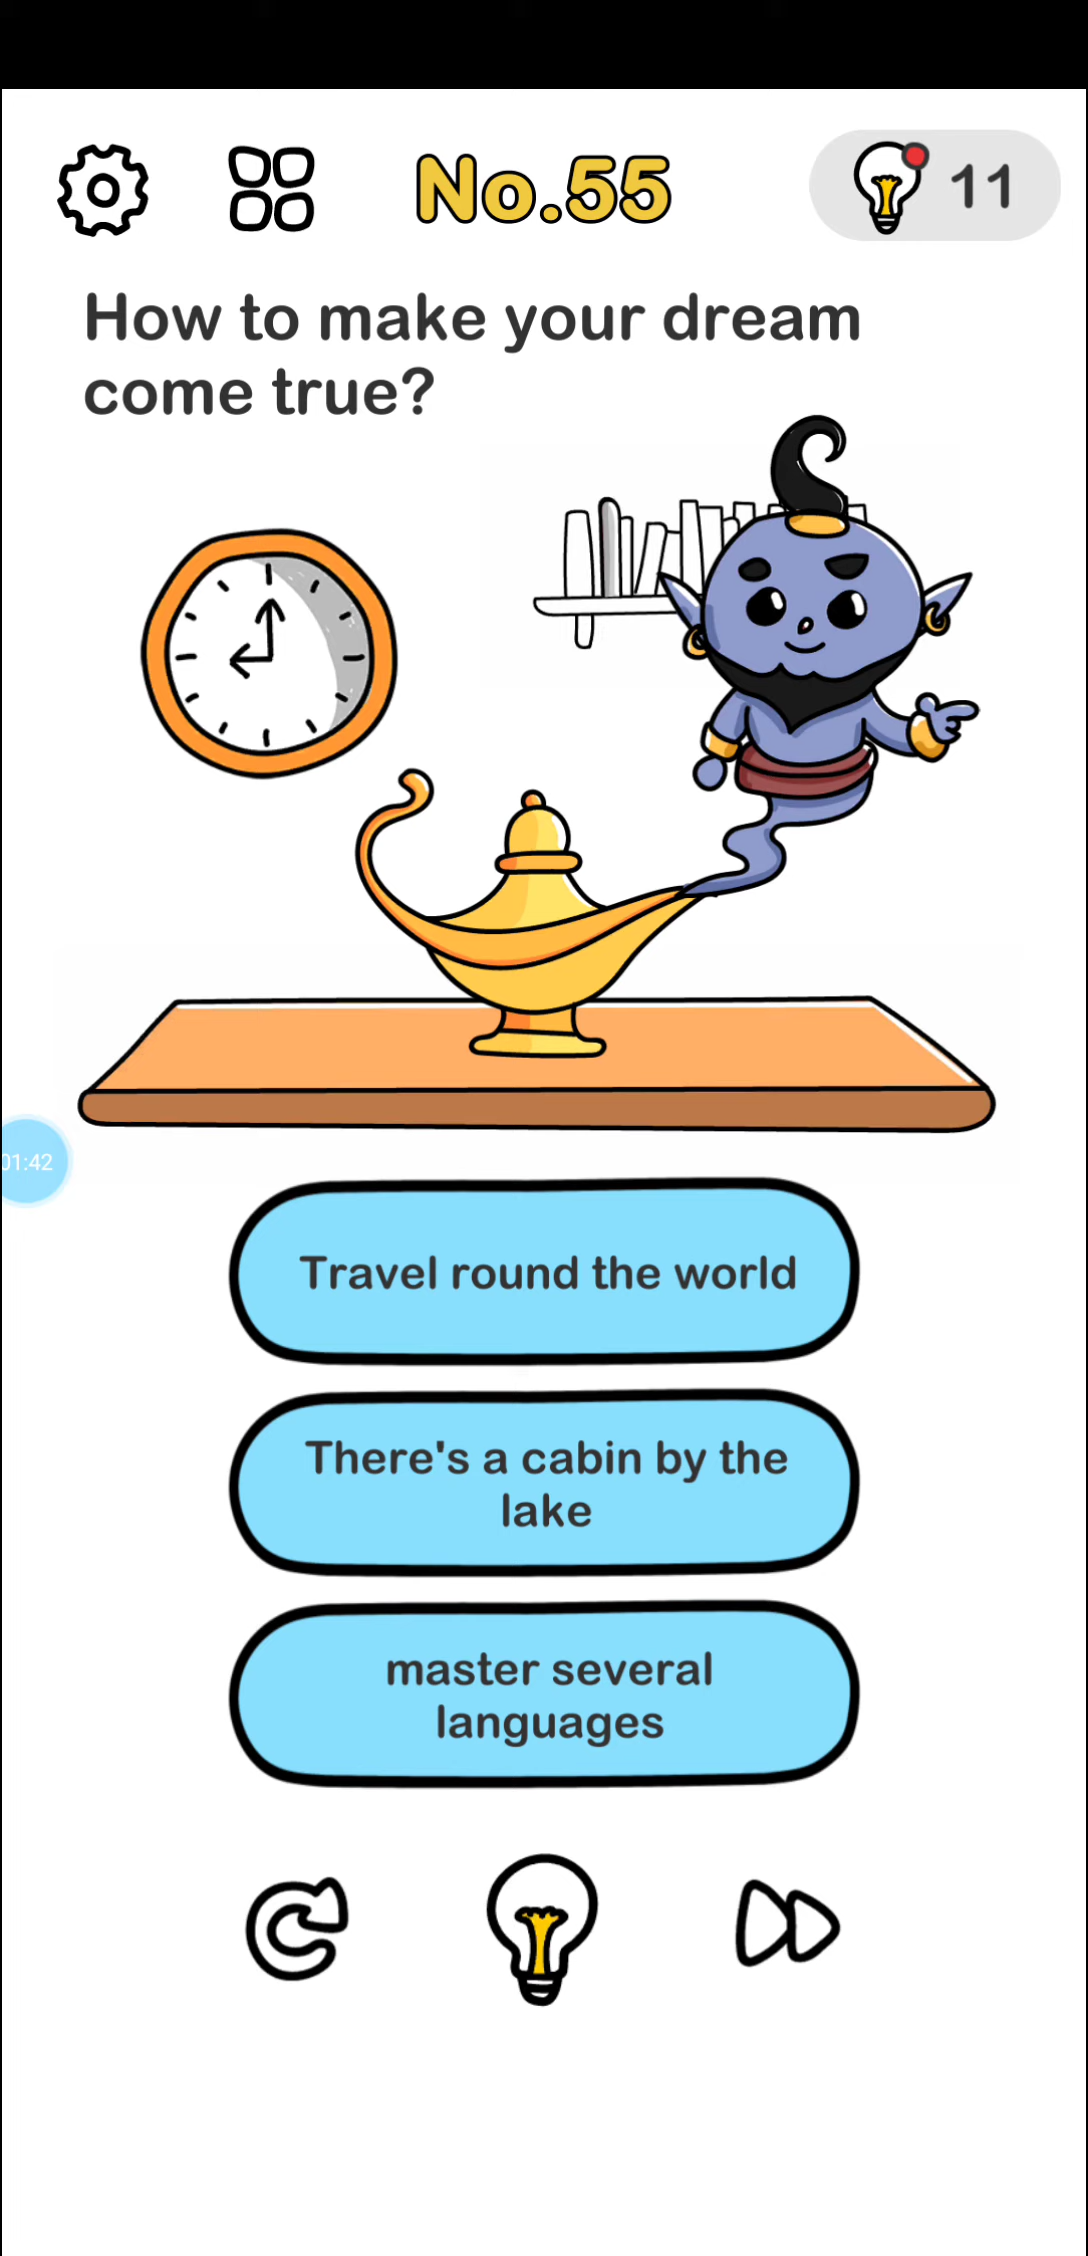 No.55
11
How to make your dream
come true?
01:42
Travel round the world
There's a cabin by the
lake
master several
languages